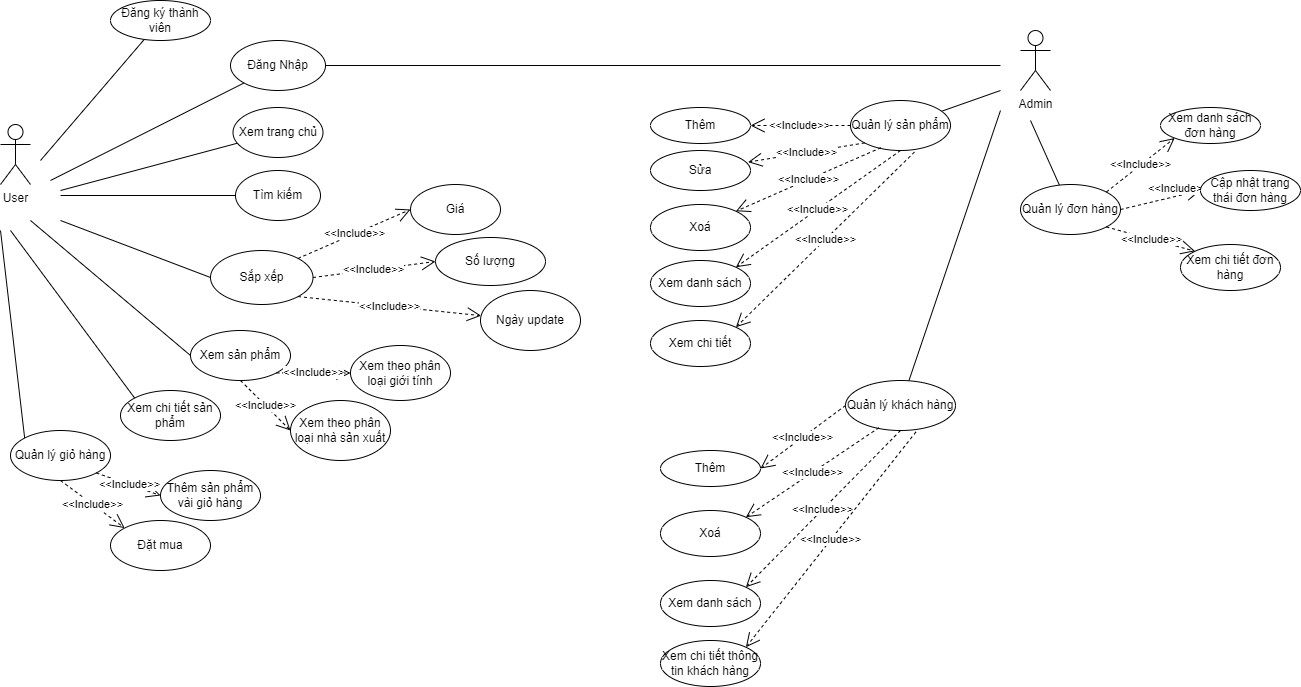 Đăng ký thành
viên
Đăng Nhập
Xem trang chủ
Tìm kiếm
User
Sắp xếp
<<Include>>
Giá
<<Include>>
Số lượng
<<Include>>
Ngày update
Xem sản phẩm
<<Include>>
Xem theo phân
loại giới tính
<<Include>>
Xem theo phân
loại nhà sản xuất
Xem chi tiết sản
phẩm
Quản lý giỏ hàng
<<Include>>
Thêm sản phẩm
vài giỏ hàng
<<Include>>
Đặt mua
Admin
Quản lý sản phẩm
<<Include>>
Thêm
<<Include>>
Sửa
<<Include>>
Xoá
<<Include>>
Xem danh sách
<<Include>>
Xem chi tiết
Quản lý đơn hàng
<<Include>>
Xem danh sách
đơn hàng
<<Include>
Cập nhật trạng
thái đơn hàng
<<Include>>
Xem chi tiết đơn
hàng
Quản lý khách hàng
<<Include>>
Thêm
<<Include>>
Xoá
<<Include>>
Xem danh sách
<<Include>>
Xem chi tiết thông
tin khách hàng